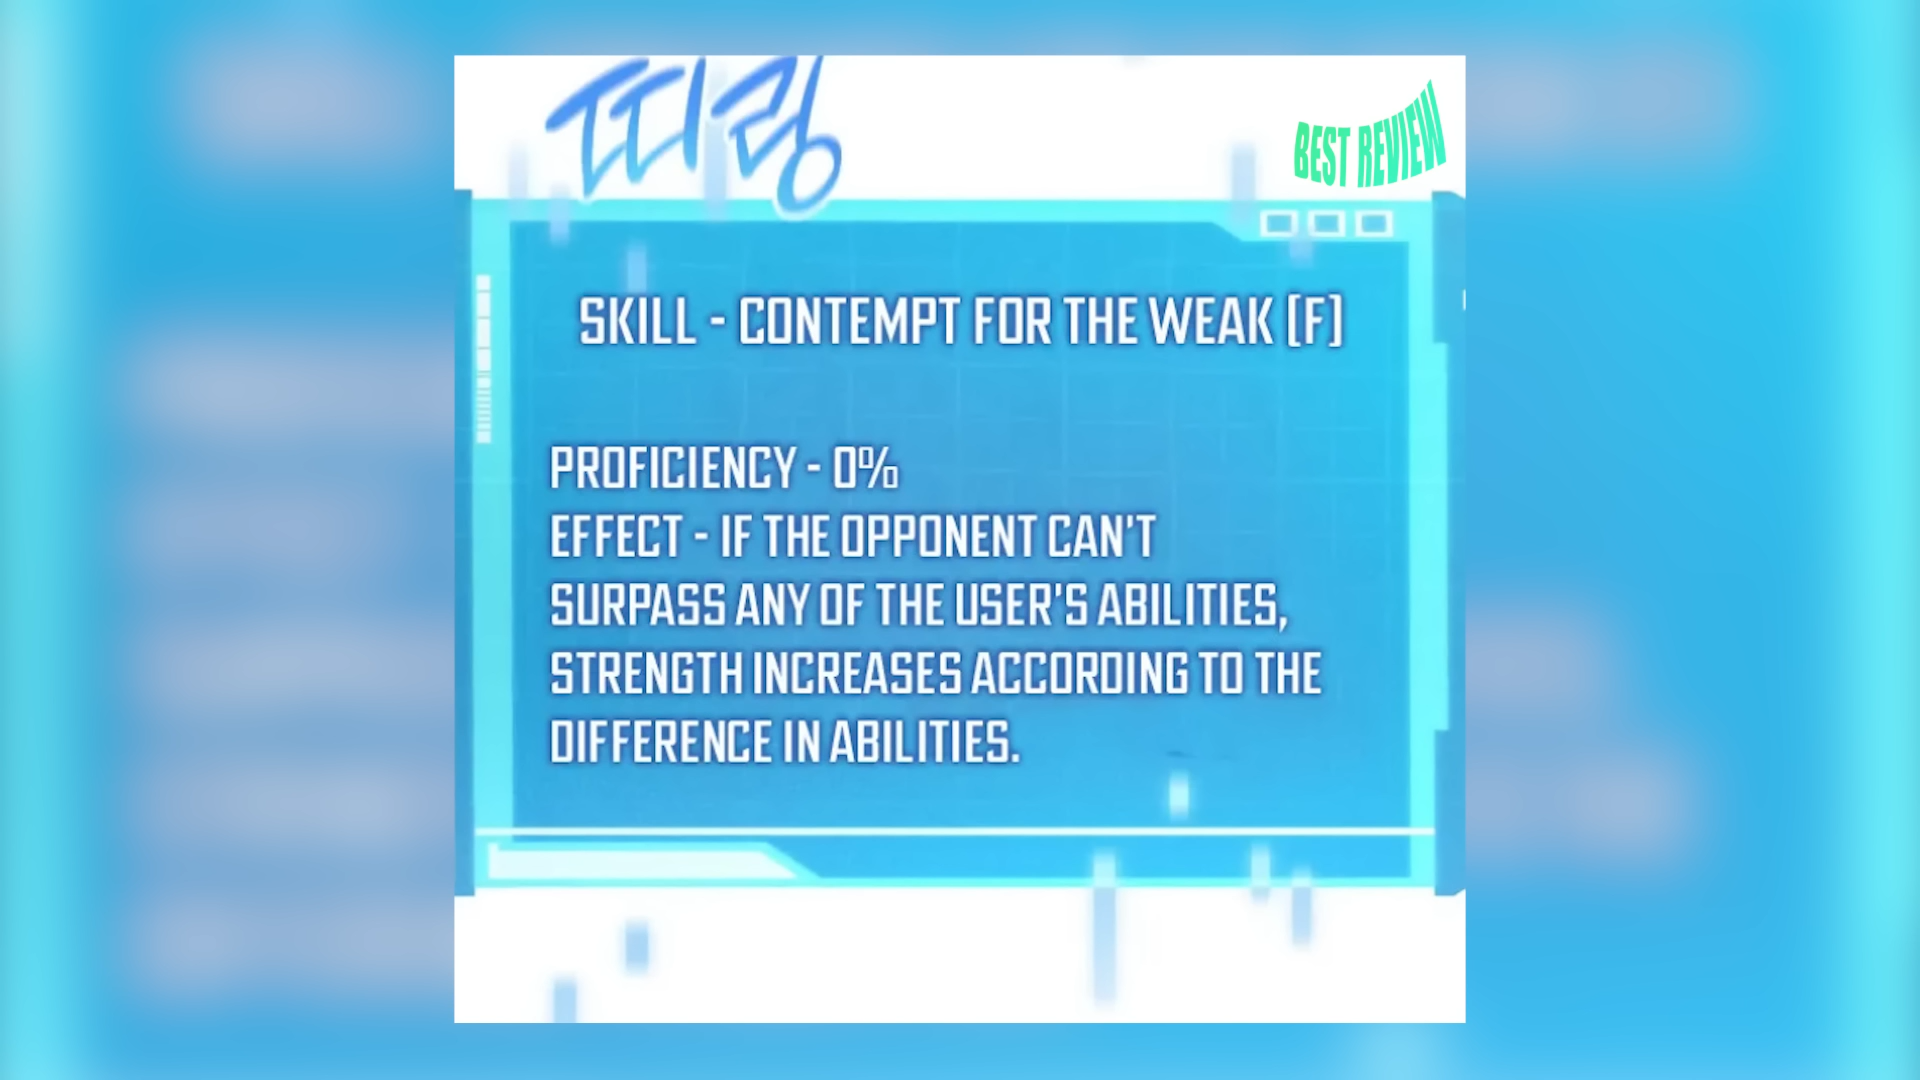 띠링
BEST REVIEW
SKILL - CONTEMPT FOR THE WEAK [F]
PROFICIENCY - 0%
EFFECT - IF THE OPPONENT CAN'T
SURPASS ANY OF THE USER'S ABILITIES,
STRENGTH INCREASES ACCORDING TO THE
DIFFERENCE IN ABILITIES.